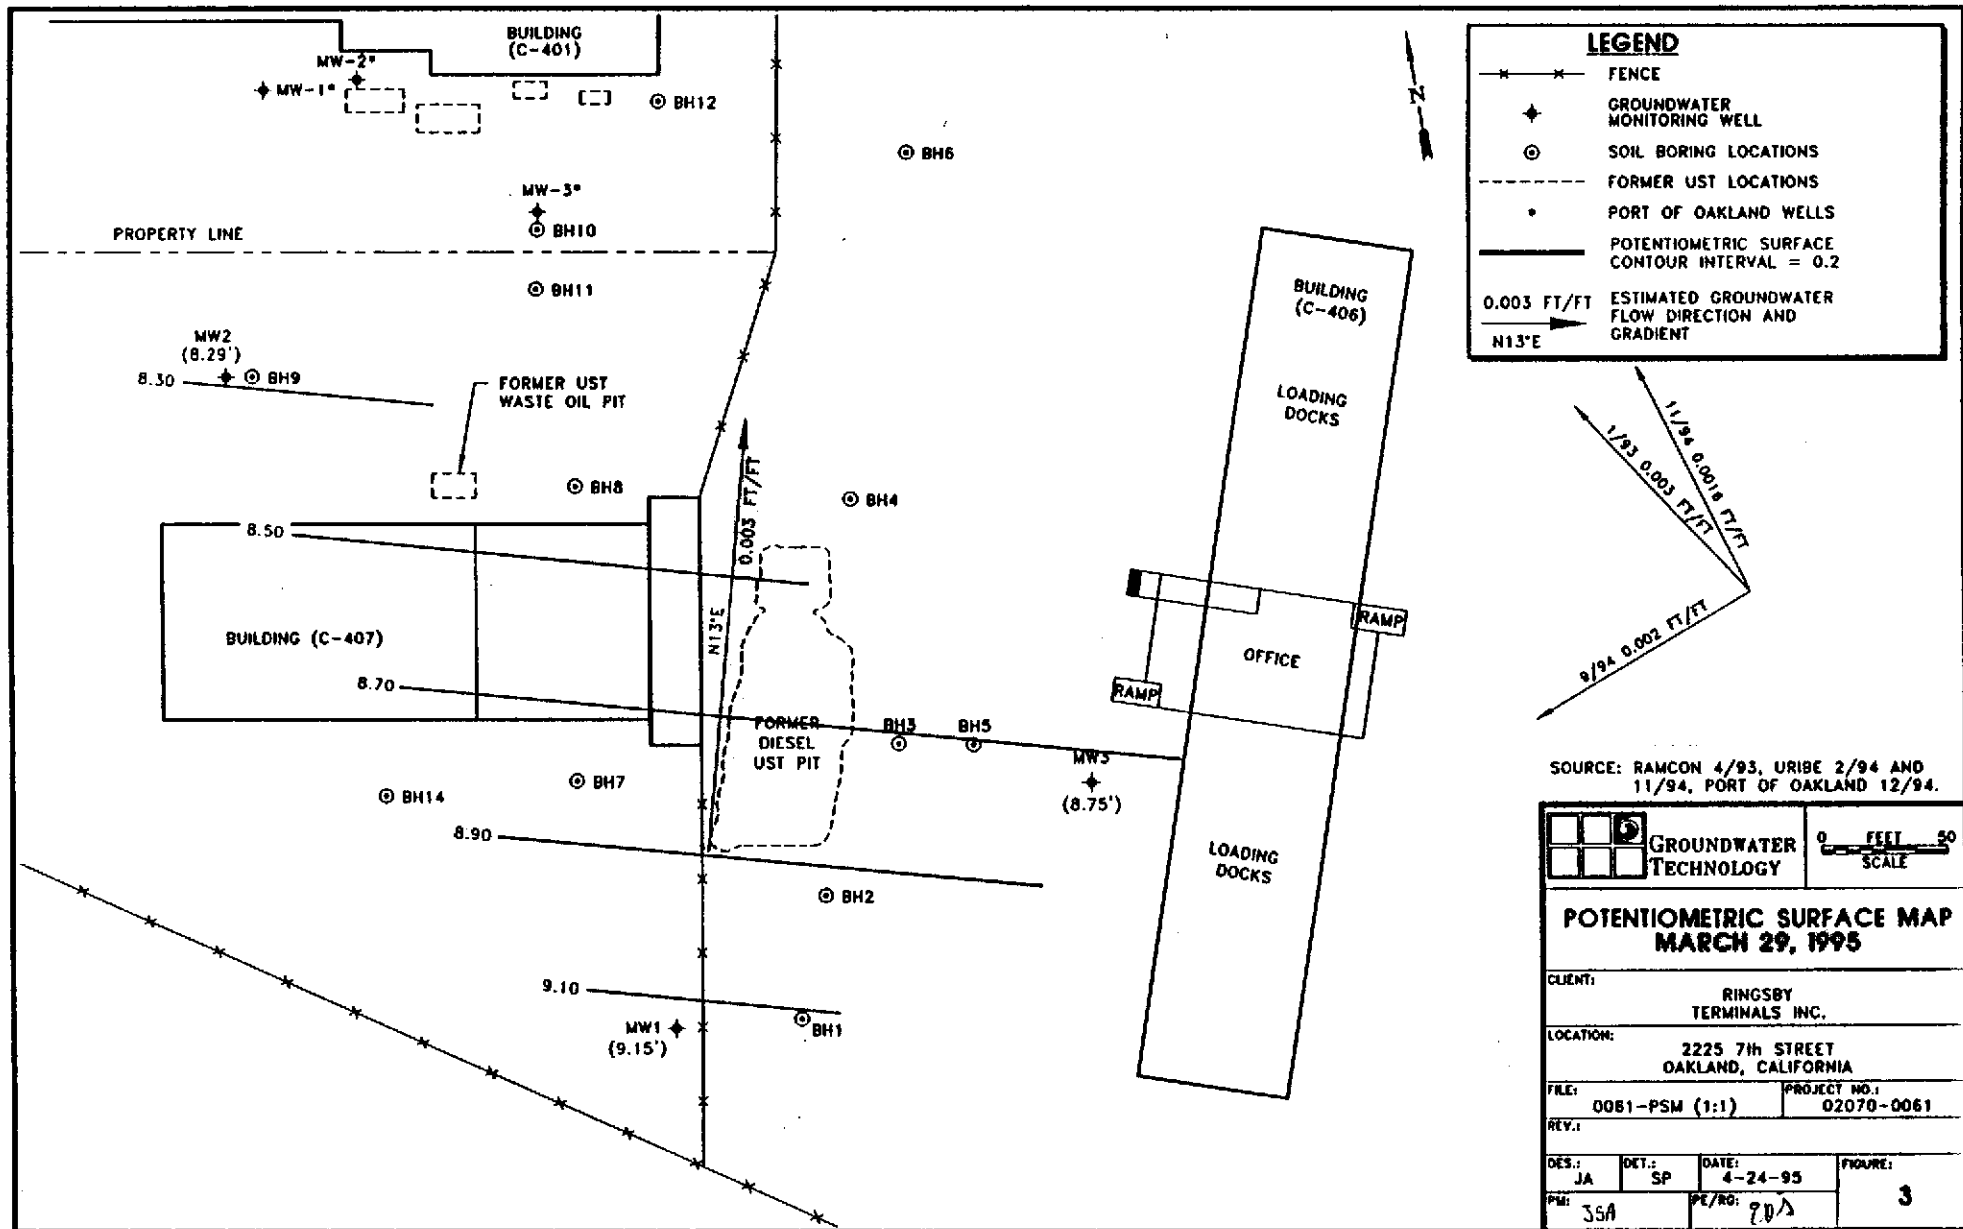 BUILDING
(C-401)
MW-2*
MW-1*
BH12
BH6
MW-3*
BH10
PROPERTY LINE
BH11
MW2
(8.29')
BH9
8.30
FORMER UST
WASTE OIL PIT
BH8
BH4
8.50
0.003 FT/FT
N13°E
BUILDING (C-407)
8.70
FORMER
DIESEL
UST PIT
BH3
BH5
MW3
(8.75')
BH7
BH14
8.90
BH2
9.10
MW1
(9.15')
BH1
BUILDING
(C-406)
LOADING
DOCKS
OFFICE
RAMP
RAMP
LOADING
DOCKS
N
LEGEND
FENCE
GROUNDWATER
MONITORING WELL
SOIL BORING LOCATIONS
FORMER UST LOCATIONS
* PORT OF OAKLAND WELLS
POTENTIOMETRIC SURFACE
CONTOUR INTERVAL = 0.2
0.003 FT/FT
N13°E
ESTIMATED GROUNDWATER
FLOW DIRECTION AND
GRADIENT
11/94 0.0018 FT/FT
1/93 0.003 FT/FT
9/94 0.002 FT/FT
SOURCE: RAMCON 4/93, URIBE 2/94 AND
11/94, PORT OF OAKLAND 12/94.
GROUNDWATER
TECHNOLOGY
0 FEET 50
SCALE
POTENTIOMETRIC SURFACE MAP
MARCH 29, 1995
CLIENT:
RINGSBY
TERMINALS INC.
LOCATION:
2225 7th STREET
OAKLAND, CALIFORNIA
FILE:
0061-PSM (1:1)
PROJECT NO.:
02070-0061
REV.:
DES.:
JA
DET.:
SP
DATE:
4-24-95
FIGURE:
3
PM:
JSA
PE/RG: